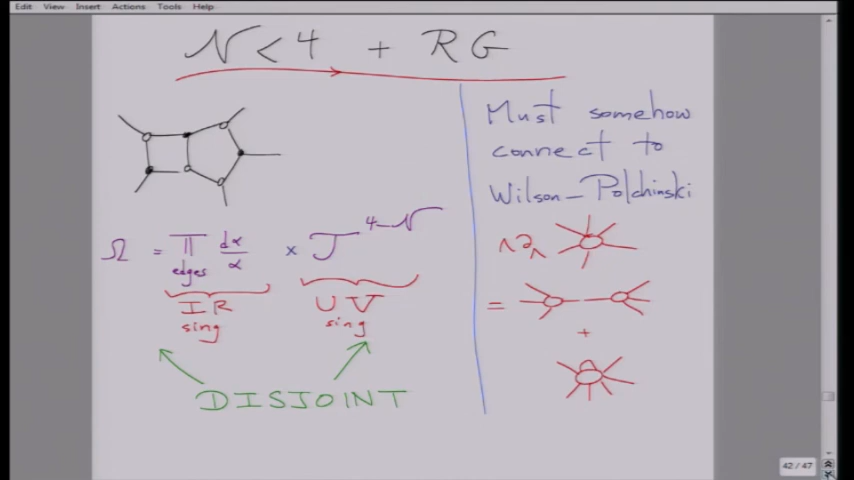 Edit View Insert Actions Tools Help
𝒩 < 4 + RG
Must somehow
connect to
Wilson-Polchinski
Ω = Π dα/α × J^{4-𝒩}
edges
IR
sing
UV
sing
DISJOINT
Λ∂_Λ
=
+
42 / 47